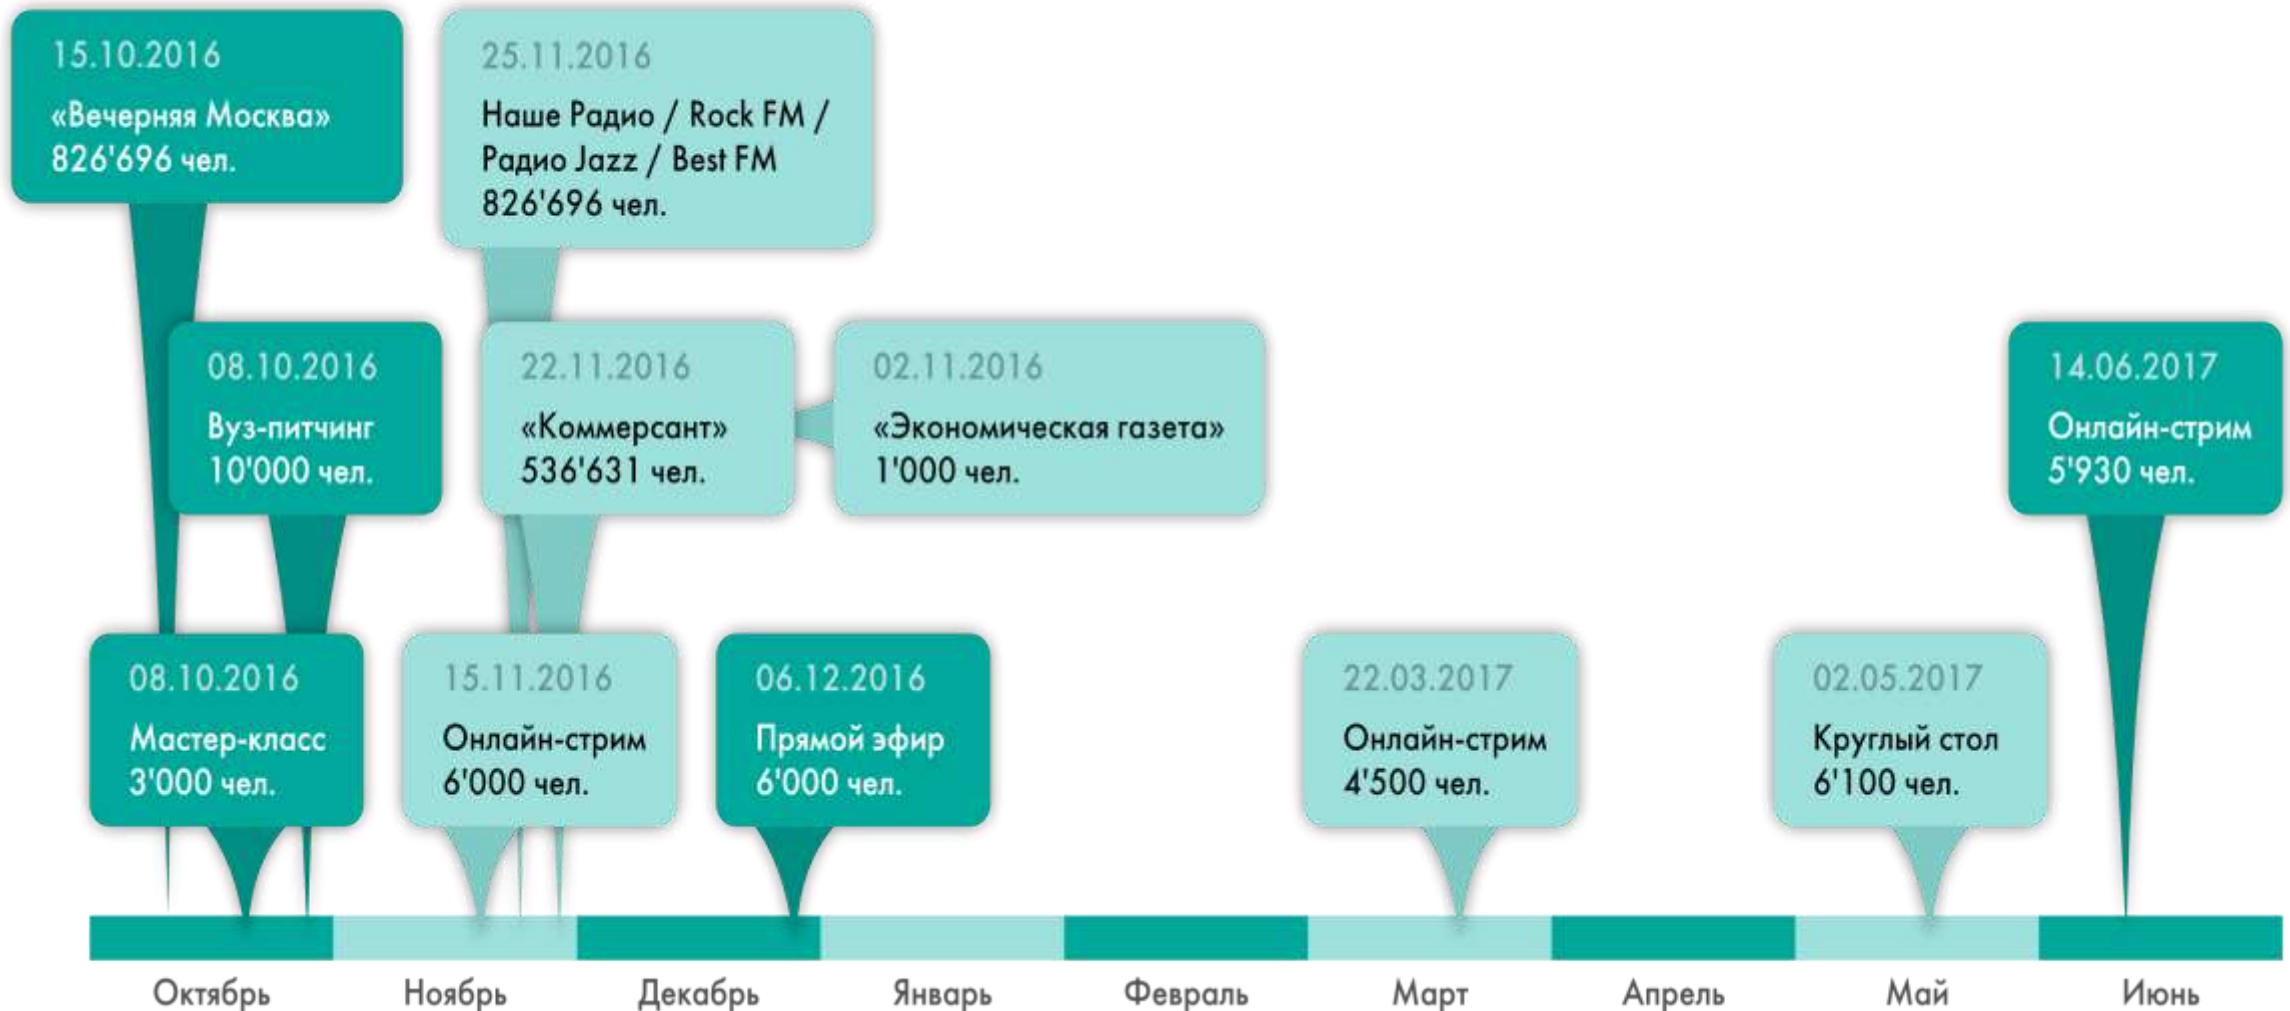 15.10.2016
«Вечерняя Москва»
826'696 чел.
25.11.2016
Наше Радио / Rock FM /
Радио Jazz / Best FM
826'696 чел.
08.10.2016
Вуз-питчинг
10'000 чел.
22.11.2016
«Коммерсант»
536'631 чел.
02.11.2016
«Экономическая газета»
1'000 чел.
14.06.2017
Онлайн-стрим
5'930 чел.
08.10.2016
Мастер-класс
3'000 чел.
15.11.2016
Онлайн-стрим
6'000 чел.
06.12.2016
Прямой эфир
6'000 чел.
22.03.2017
Онлайн-стрим
4'500 чел.
02.05.2017
Круглый стол
6'100 чел.
Октябрь
Ноябрь
Декабрь
Январь
Февраль
Март
Апрель
Май
Июнь